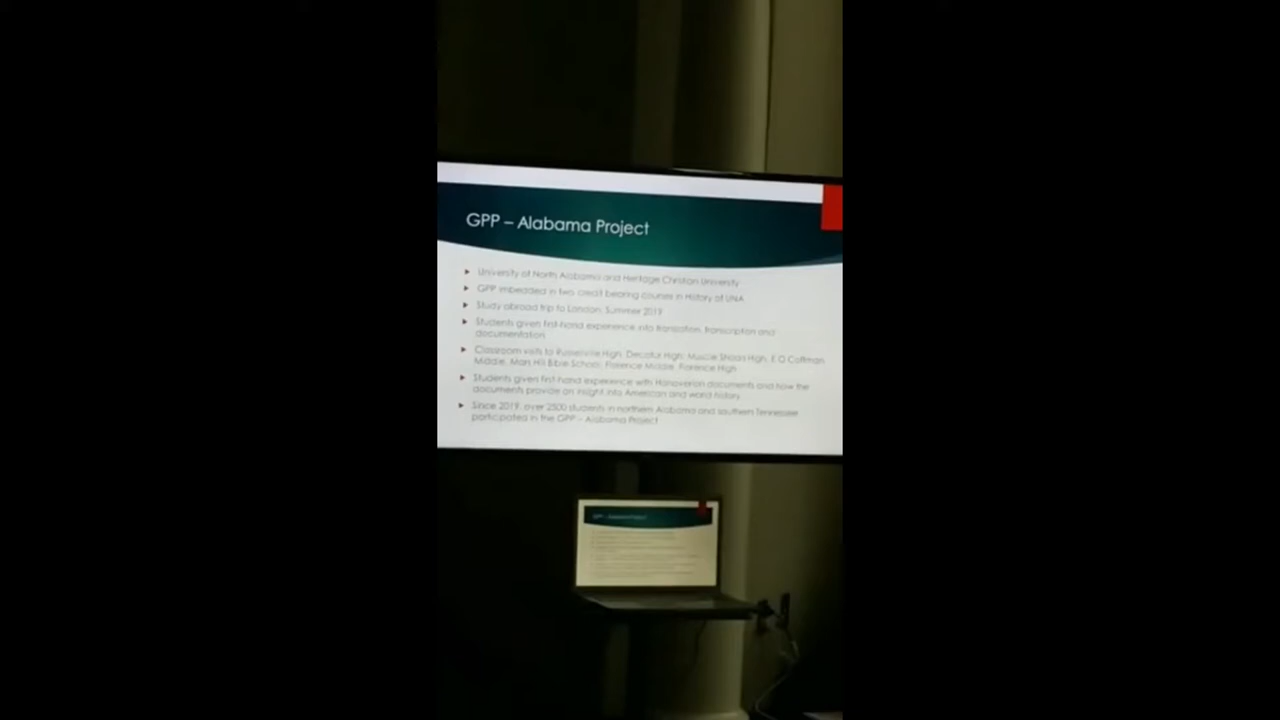 GPP – Alabama Project
University of North Alabama and Heritage Christian University
GPP imbedded in two credit bearing courses in History at UNA
Study abroad trip to London, Summer 2019
Students given first-hand experience into translation, transcription and
documentation
Classroom visits to Russellville High, Decatur High, Muscle Shoals High, E O Coffman
Middle, Mars Hill Bible School, Florence Middle, Florence High
Students given first-hand experience with Hanoverian documents and how the
documents provide an insight into American and world history
Since 2019, over 2500 students in northern Alabama and southern Tennessee
participated in the GPP – Alabama Project